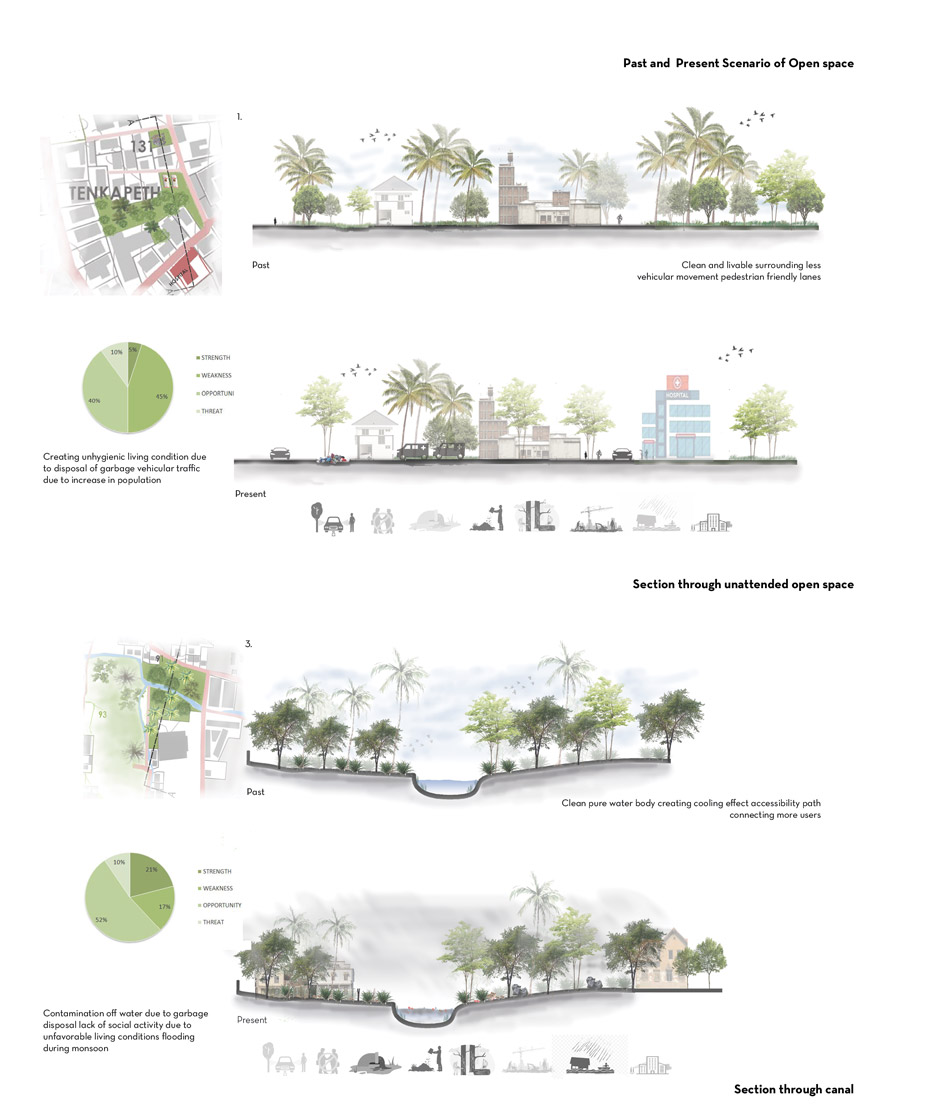 Past and Present Scenario of Open space
1.
131
TENKAPETH
HOSPITAL
Past
Clean and livable surrounding less
vehicular movement pedestrian friendly lanes
10%
5%
40%
45%
STRENGTH
WEAKNESS
OPPORTUNI
THREAT
HOSPITAL
Creating unhygienic living condition due
to disposal of garbage vehicular traffic
due to increase in population
Present
Section through unattended open space
3.
93
Past
Clean pure water body creating cooling effect accessibility path
connecting more users
10%
21%
17%
52%
STRENGTH
WEAKNESS
OPPORTUNITY
THREAT
Contamination off water due to garbage
disposal lack of social activity due to
unfavorable living conditions flooding
during monsoon
Present
Section through canal